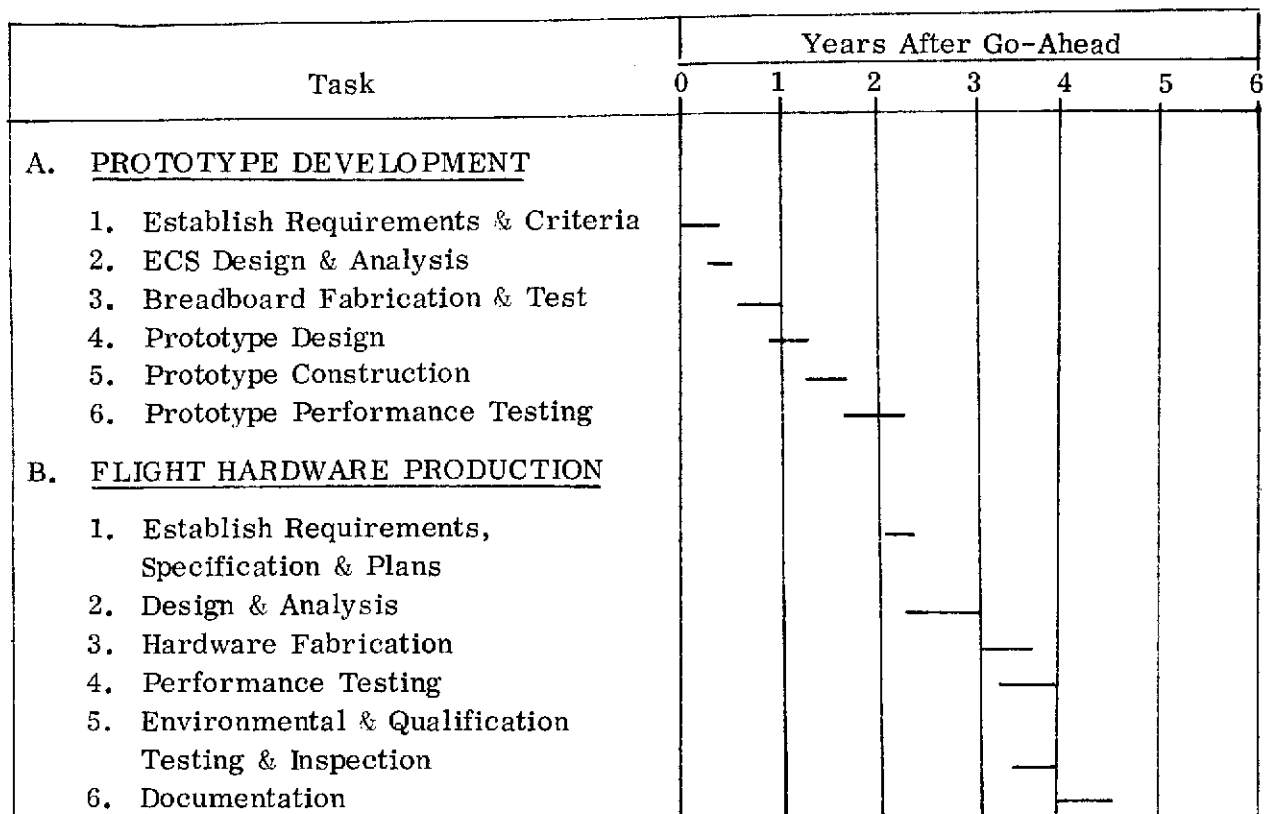 Years After Go-Ahead
Task
0 1 2 3 4 5 6
A. PROTOTYPE DEVELOPMENT
1. Establish Requirements & Criteria
2. ECS Design & Analysis
3. Breadboard Fabrication & Test
4. Prototype Design
5. Prototype Construction
6. Prototype Performance Testing
B. FLIGHT HARDWARE PRODUCTION
1. Establish Requirements,
Specification & Plans
2. Design & Analysis
3. Hardware Fabrication
4. Performance Testing
5. Environmental & Qualification
Testing & Inspection
6. Documentation